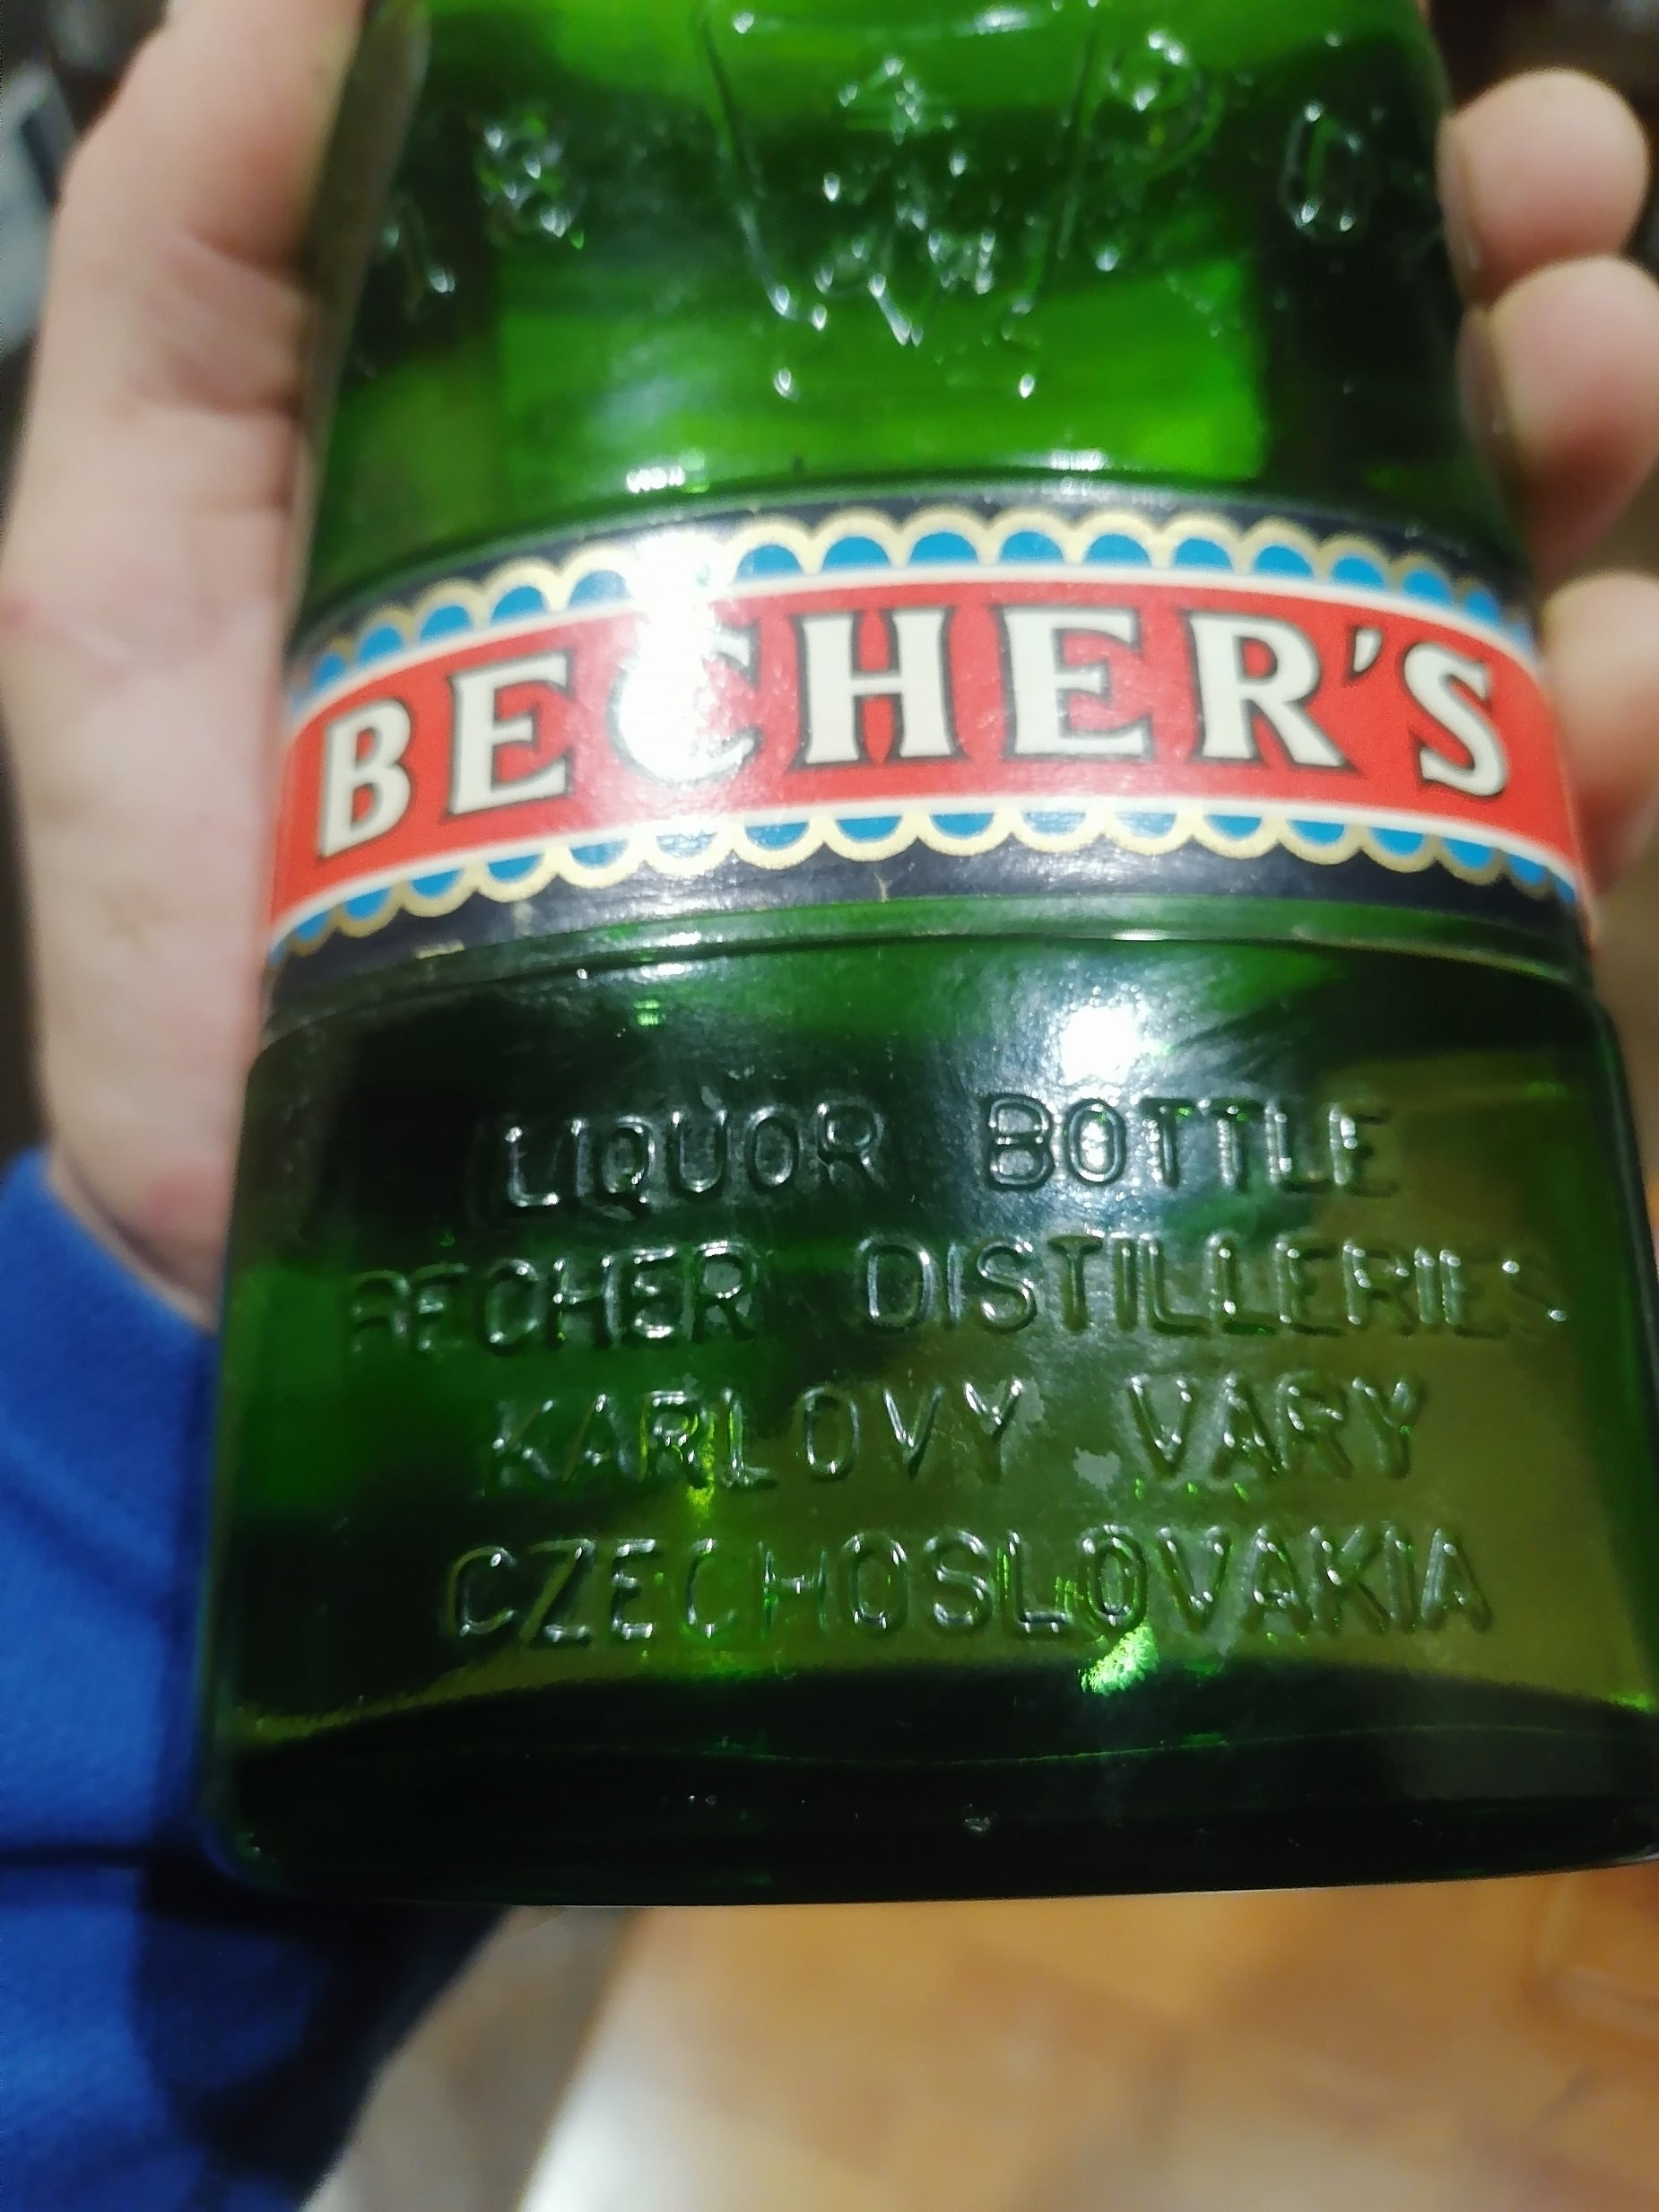 BECHER'S
LIQUOR BOTTLE
BECHER DISTILLERIES
KARLOVY VARY
CZECHOSLOVAKIA